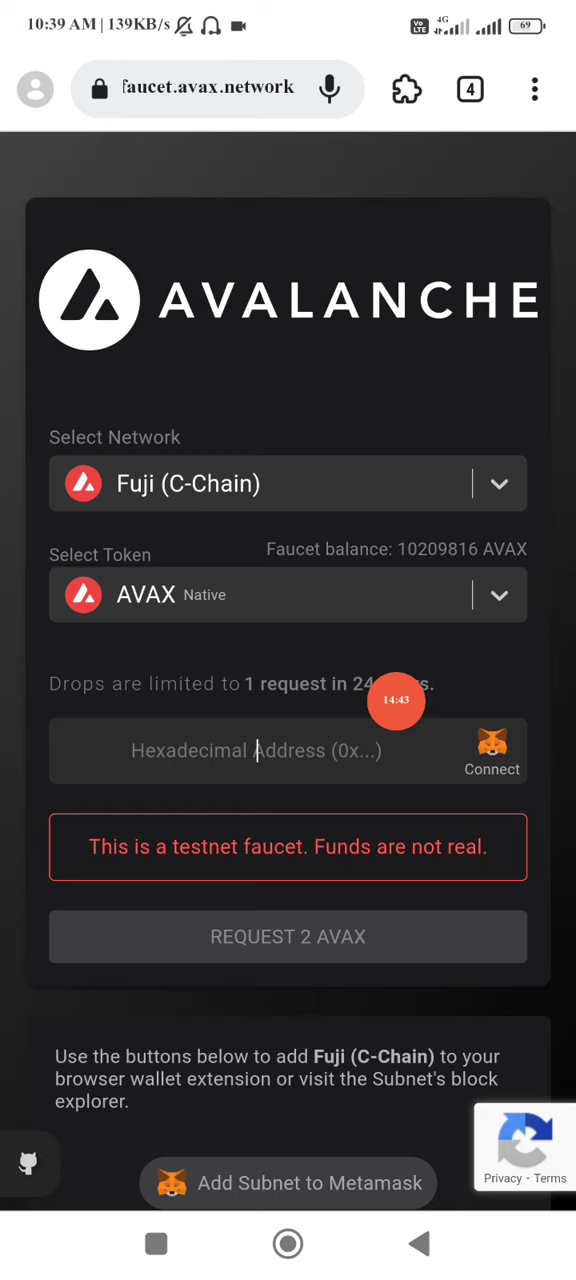 10:39 AM | 139KB/s
Vo LTE 4G 69
faucet.avax.network
4
AVALANCHE
Select Network
Fuji (C-Chain)
Faucet balance: 10209816 AVAX
Select Token
AVAX Native
Drops are limited to 1 request in 24 s.
14:43
Hexadecimal Address (0x...)
Connect
This is a testnet faucet. Funds are not real.
REQUEST 2 AVAX
Use the buttons below to add Fuji (C-Chain) to your
browser wallet extension or visit the Subnet's block
explorer.
Add Subnet to Metamask
Privacy - Terms